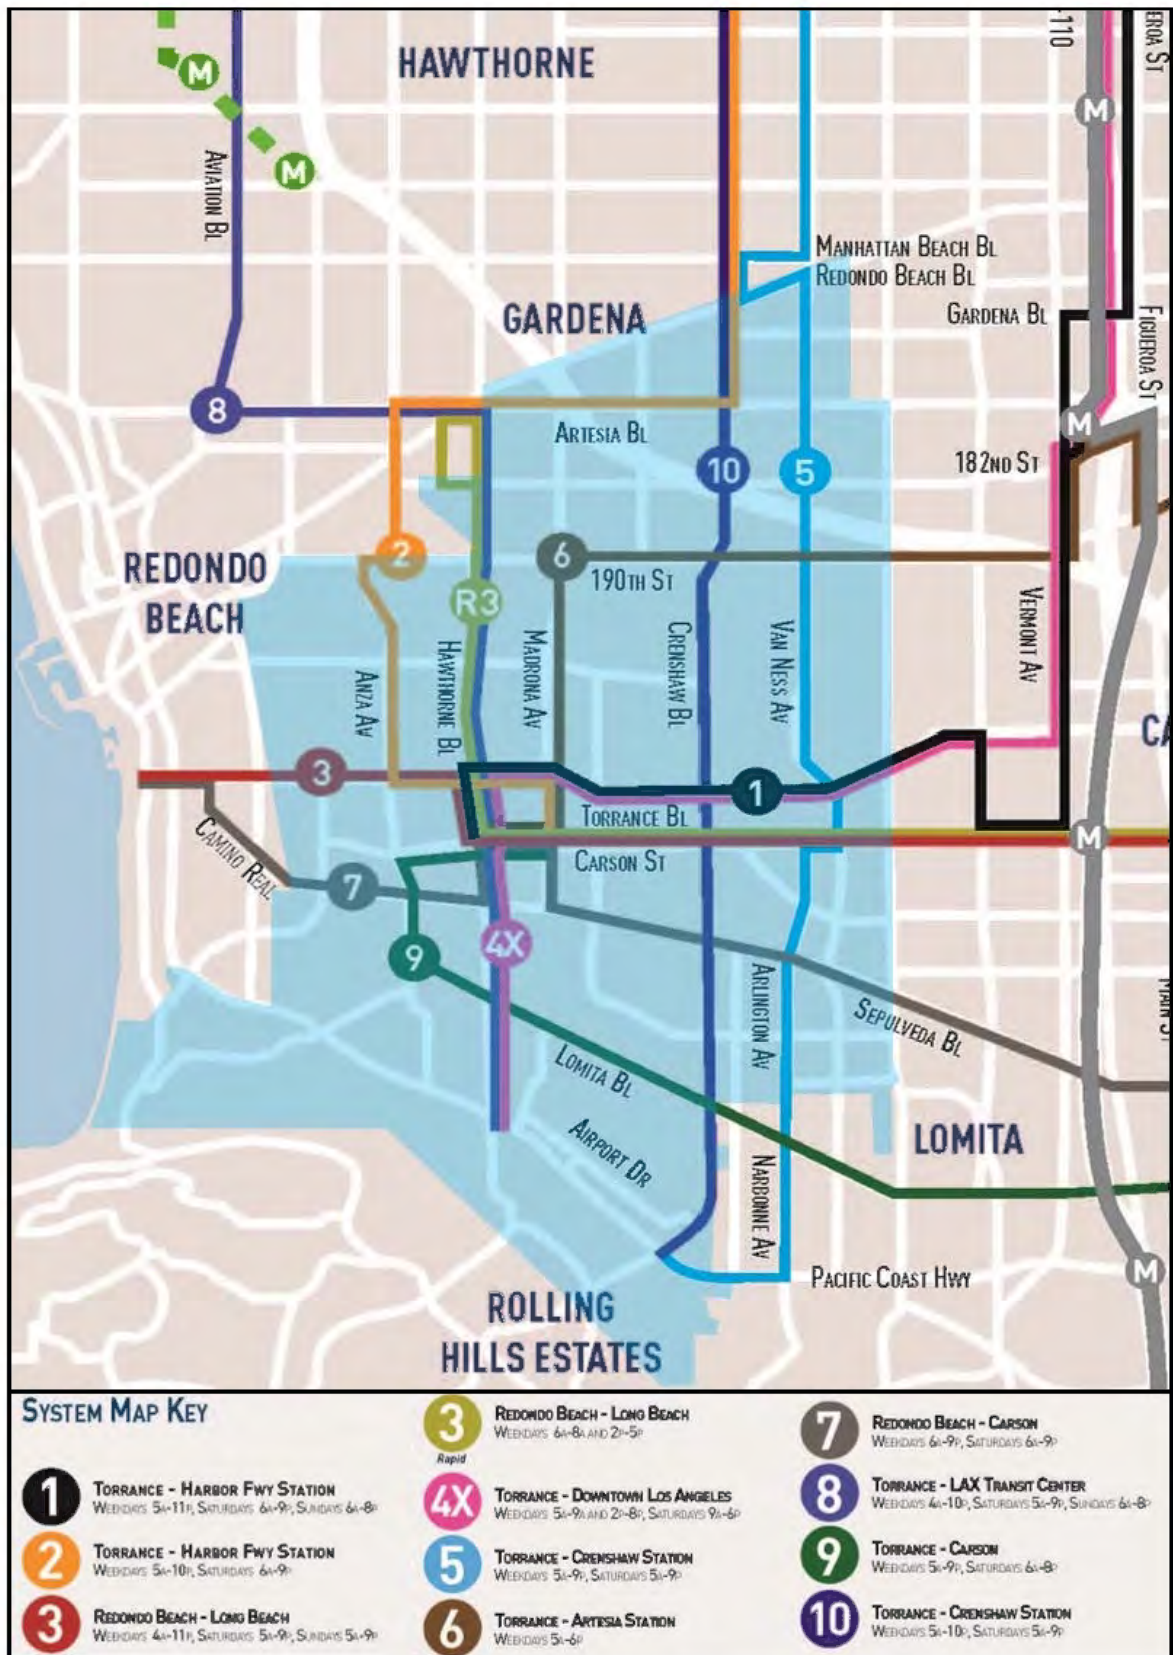 HAWTHORNE
110
M
M
M
AVIATION BL
MANHATTAN BEACH BL
REDONDO BEACH BL
GARDENA
GARDENA BL
FIGUEROA ST
8
ARTESIA BL
M
182ND ST
10
5
REDONDO
BEACH
2
6
190TH ST
R3
HAWTHORNE BL
MADRONA AV
CRENSHAW BL
VAN NESS AV
VERMONT AV
ANZA AV
CA
3
1
TORRANCE BL
M
CAMINO REAL
CARSON ST
7
9
4X
ARLINGTON AV
SEPULVEDA BL
LOMITA BL
AIRPORT DR
LOMITA
NARBONNE AV
PACIFIC COAST HWY
M
ROLLING
HILLS ESTATES
SYSTEM MAP KEY
1
TORRANCE - HARBOR FWY STATION
WEEKDAYS 5A-11P, SATURDAYS 6A-9P, SUNDAYS 6A-8P
2
TORRANCE - HARBOR FWY STATION
WEEKDAYS 5A-10P, SATURDAYS 6A-9P
3
REDONDO BEACH - LONG BEACH
WEEKDAYS 4A-11P, SATURDAYS 5A-9P, SUNDAYS 5A-9P
3
Rapid
REDONDO BEACH - LONG BEACH
WEEKDAYS 6A-8A AND 2P-5P
4X
TORRANCE - DOWNTOWN LOS ANGELES
WEEKDAYS 5A-9A AND 2P-8P, SATURDAYS 9A-6P
5
TORRANCE - CRENSHAW STATION
WEEKDAYS 5A-9P, SATURDAYS 5A-9P
6
TORRANCE - ARTESIA STATION
WEEKDAYS 5A-6P
7
REDONDO BEACH - CARSON
WEEKDAYS 6A-9P, SATURDAYS 6A-9P
8
TORRANCE - LAX TRANSIT CENTER
WEEKDAYS 4A-10P, SATURDAYS 5A-9P, SUNDAYS 6A-8P
9
TORRANCE - CARSON
WEEKDAYS 5A-9P, SATURDAYS 6A-8P
10
TORRANCE - CRENSHAW STATION
WEEKDAYS 5A-10P, SATURDAYS 5A-9P